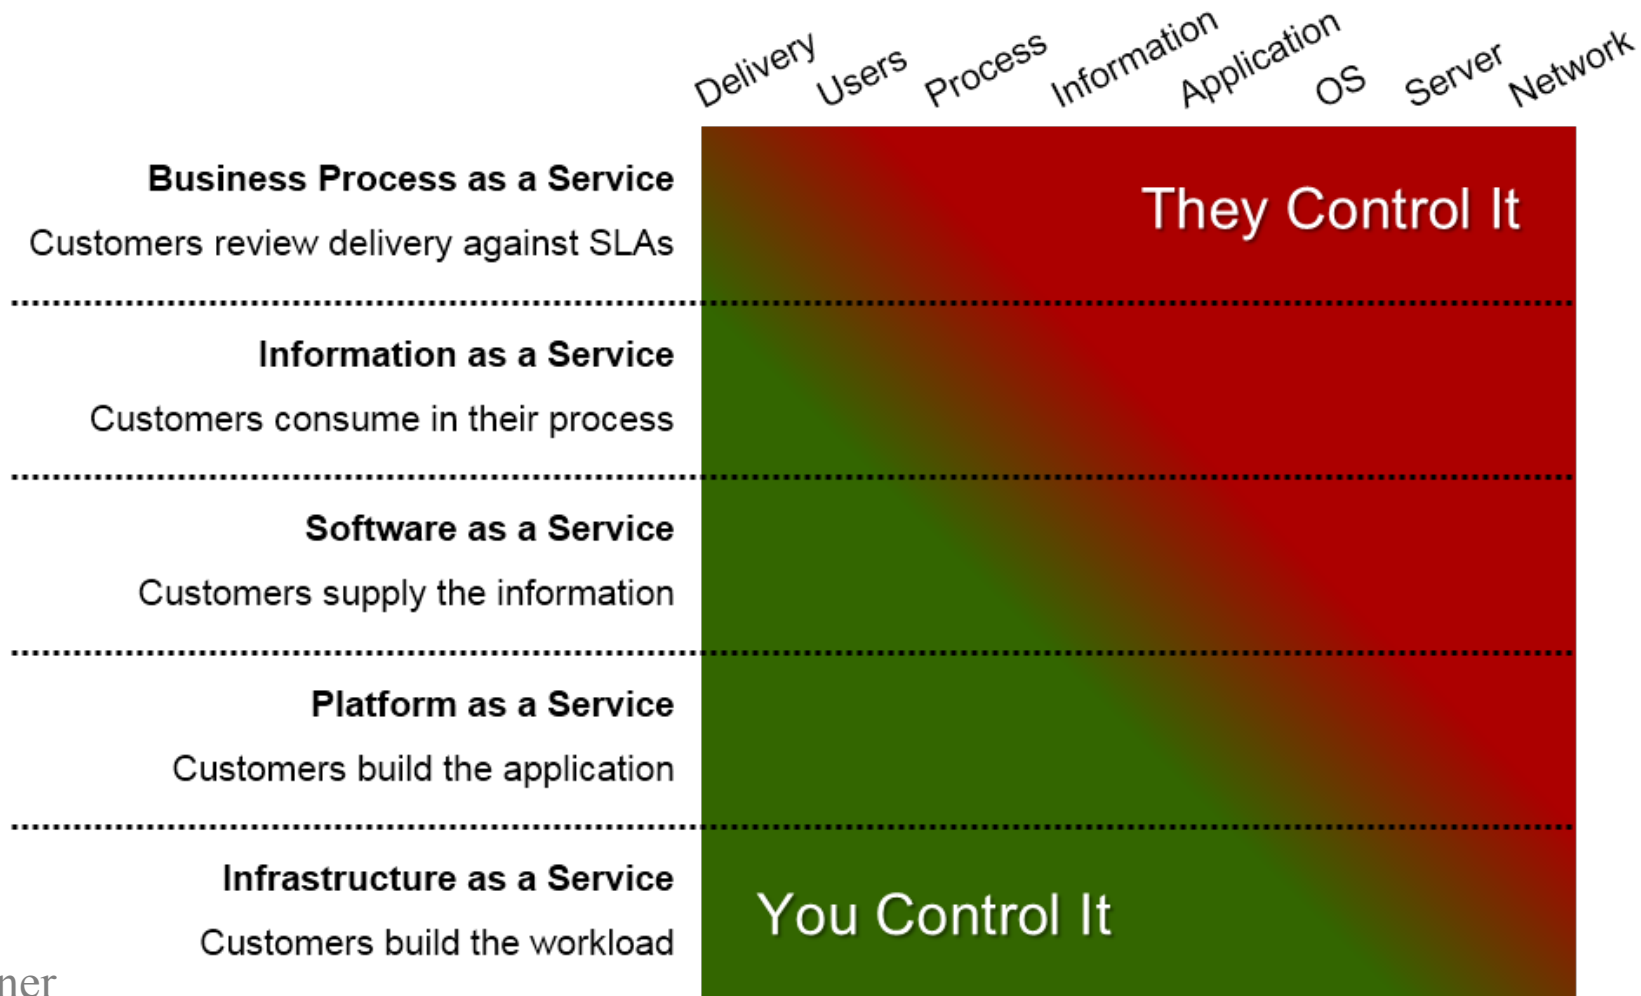 Delivery Users Process Information Application OS Server Network
Business Process as a Service
They Control It
Customers review delivery against SLAs
Information as a Service
Customers consume in their process
Software as a Service
Customers supply the information
Platform as a Service
Customers build the application
Infrastructure as a Service
You Control It
Customers build the workload
ner